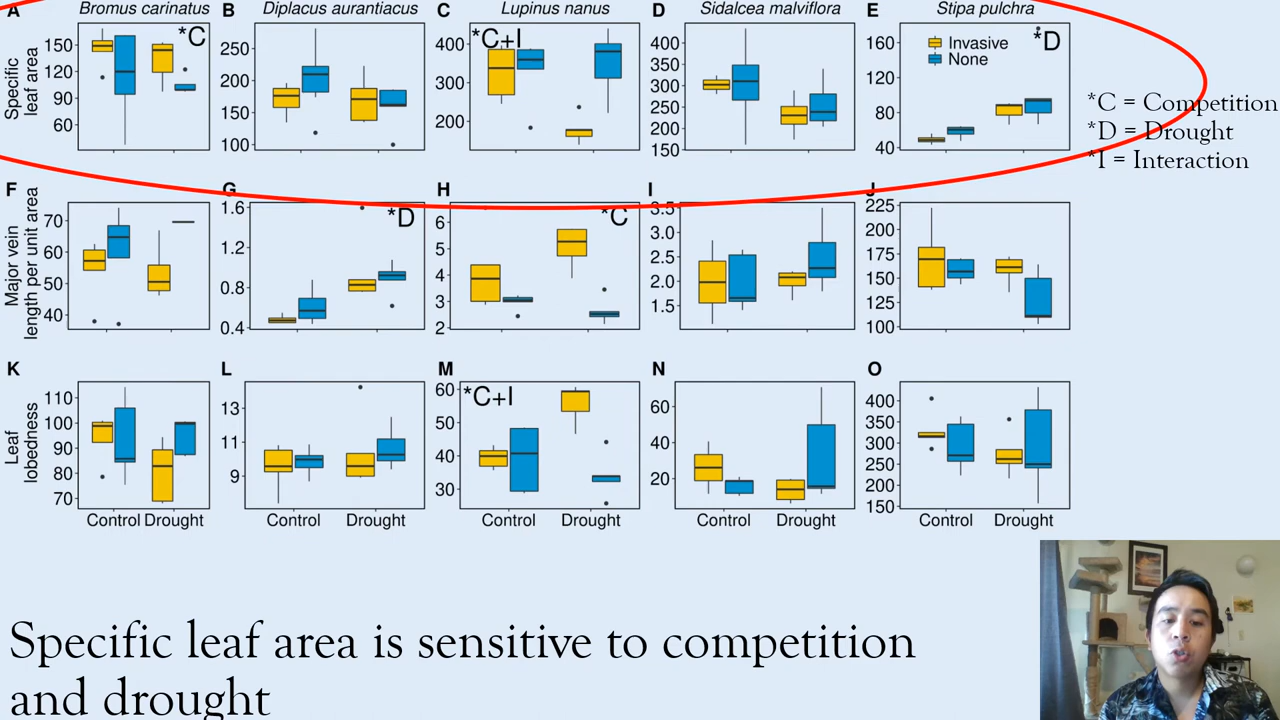 A Bromus carinatus B Diplacus aurantiacus C Lupinus nanus D Sidalcea malviflora E Stipa pulchra
Specific
leaf area
150
120
90
60
*C
250
200
150
100
300
200
*C+I
400
350
300
250
200
150
160
120
80
40
Invasive
None
*D
*C = Competition
*D = Drought
*I = Interaction
F G H I J
Major vein
length per unit area
70
60
50
40
1.6
1.2
0.8
0.4
*D
6
5
4
3
2
*C
3.5
3.0
2.5
2.0
1.5
225
200
175
150
125
100
K L M N O
Leaf
lobedness
110
100
90
80
70
13
11
9
60
50
40
30
*C+I
60
40
20
400
350
300
250
200
150
Control Drought Control Drought Control Drought Control Drought Control Drought
Specific leaf area is sensitive to competition
and drought